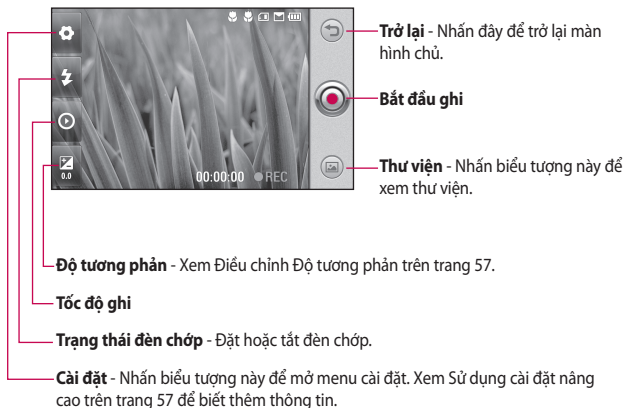 Trở lại - Nhấn đây để trở lại màn
hình chủ.
Bắt đầu ghi
Thư viện - Nhấn biểu tượng này để
xem thư viện.
0.0
00:00:00 REC
Độ tương phản - Xem Điều chỉnh Độ tương phản trên trang 57.
Tốc độ ghi
Trạng thái đèn chớp - Đặt hoặc tắt đèn chớp.
Cài đặt - Nhấn biểu tượng này để mở menu cài đặt. Xem Sử dụng cài đặt nâng
cao trên trang 57 để biết thêm thông tin.